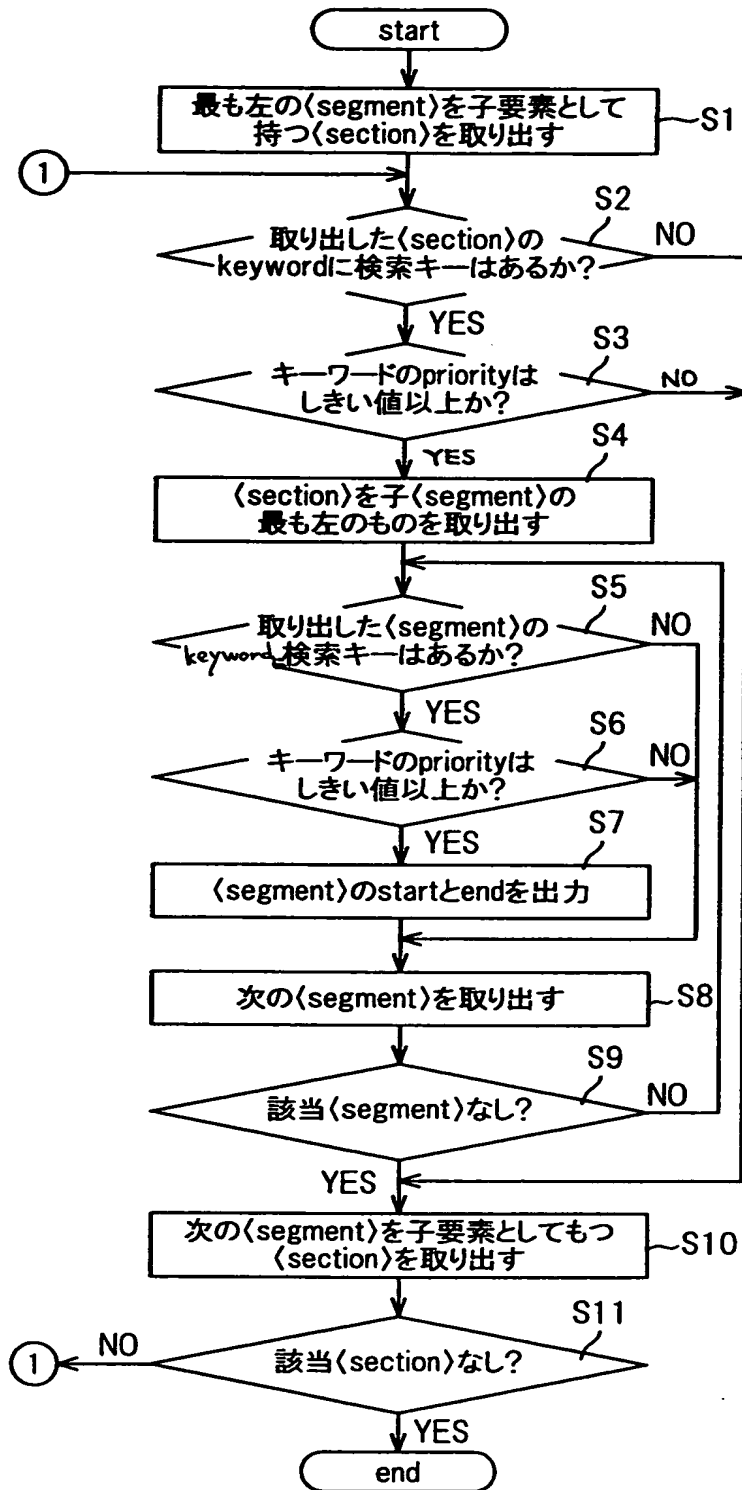 start
最も左の〈segment〉を子要素として
持つ〈section〉を取り出す
S1
1
S2
取り出した〈section〉の
keywordに検索キーはあるか?
NO
YES
S3
キーワードのpriorityは
しきい値以上か?
NO
YES
S4
〈section〉を子〈segment〉の
最も左のものを取り出す
S5
取り出した〈segment〉の
keywordに検索キーはあるか?
NO
YES
S6
キーワードのpriorityは
しきい値以上か?
NO
YES
S7
〈segment〉のstartとendを出力
次の〈segment〉を取り出す
S8
S9
該当〈segment〉なし?
NO
YES
次の〈segment〉を子要素としてもつ
〈section〉を取り出す
S10
S11
NO
1
該当〈section〉なし?
YES
end